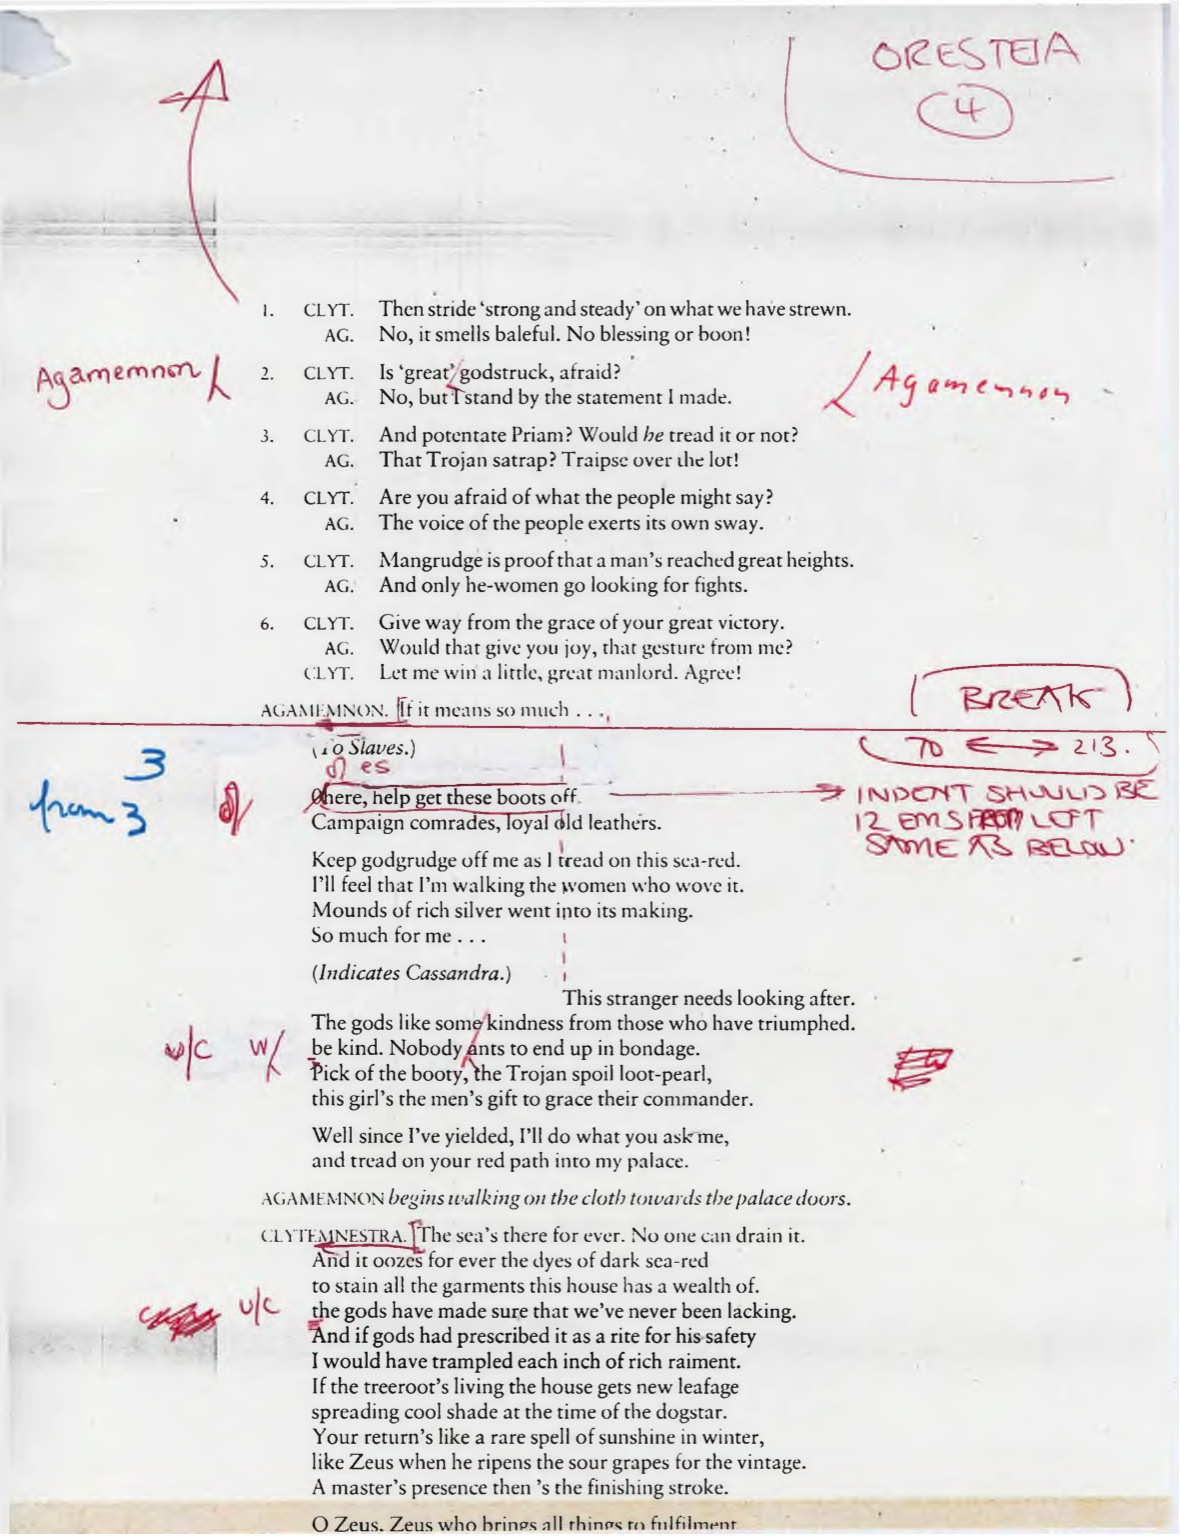 ORESTEIA
4
1. CLYT. Then stride ‘strong and steady’ on what we have strewn.
AG. No, it smells baleful. No blessing or boon!
Agamemnon
2. CLYT. Is ‘great’ godstruck, afraid?
Agamemnon
AG. No, but I stand by the statement I made.
3. CLYT. And potentate Priam? Would he tread it or not?
AG. That Trojan satrap? Traipse over the lot!
4. CLYT. Are you afraid of what the people might say?
AG. The voice of the people exerts its own sway.
5. CLYT. Mangrudge is proof that a man’s reached great heights.
AG. And only he-women go looking for fights.
6. CLYT. Give way from the grace of your great victory.
AG. Would that give you joy, that gesture from me?
CLYT. Let me win a little, great manlord. Agree!
BREAK
AGAMEMNON. If it means so much . . .
70 ↔ 213.
(To Slaves.)
3
from 3
es
here, help get these boots off.
INDENT SHOULD BE
12 EMS FROM LEFT
SAME AS BELOW.
Campaign comrades, loyal old leathers.
Keep godgrudge off me as I tread on this sea-red.
I’ll feel that I’m walking the women who wove it.
Mounds of rich silver went into its making.
So much for me . . .
(Indicates Cassandra.)
This stranger needs looking after.
The gods like some kindness from those who have triumphed.
u/c w/
be kind. Nobody ants to end up in bondage.
Pick of the booty, the Trojan spoil loot-pearl,
this girl’s the men’s gift to grace their commander.
Well since I’ve yielded, I’ll do what you ask me,
and tread on your red path into my palace.
AGAMEMNON begins walking on the cloth towards the palace doors.
CLYTEMNESTRA. The sea’s there for ever. No one can drain it.
And it oozes for ever the dyes of dark sea-red
to stain all the garments this house has a wealth of.
u/c
the gods have made sure that we’ve never been lacking.
And if gods had prescribed it as a rite for his safety
I would have trampled each inch of rich raiment.
If the treeroot’s living the house gets new leafage
spreading cool shade at the time of the dogstar.
Your return’s like a rare spell of sunshine in winter,
like Zeus when he ripens the sour grapes for the vintage.
A master’s presence then ’s the finishing stroke.
O Zeus, Zeus who brings all things to fulfilment